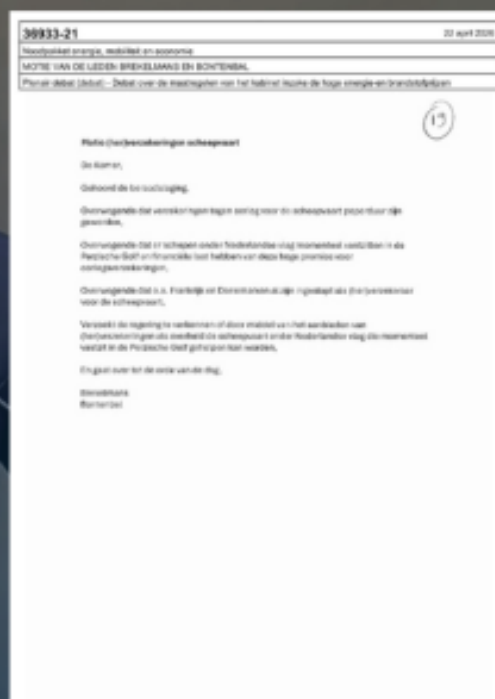 36933-21
22 april 2026
Noodpakket energie, mobiliteit en economie
MOTIE VAN DE LEDEN BREKELMANS EN BONTENBAL
Plenair debat (debat) - Debat over de maatregelen van het kabinet inzake de hoge energie- en brandstofprijzen
Motie (her)verzekeringen scheepvaart
De Kamer,
Gehoord de beraadslaging,
Overwegende dat verzekeringen tegen oorlog voor de scheepvaart peperduur zijn
geworden,
Overwegende dat er schepen onder Nederlandse vlag momenteel vastzitten in de
Perzische Golf en financiële last hebben van deze hoge premies voor
oorlogsverzekeringen,
Overwegende dat o.a. Frankrijk en Denemarken al zijn ingestapt als (her)verzekeraar
voor de scheepvaart,
Verzoekt de regering te verkennen of door middel van het aanbieden van
(her)verzekeringen als overheid de scheepvaart onder Nederlandse vlag die momenteel
vastzit in de Perzische Golf geholpen kan worden,
En gaat over tot de orde van de dag.
Brekelmans
Bontenbal